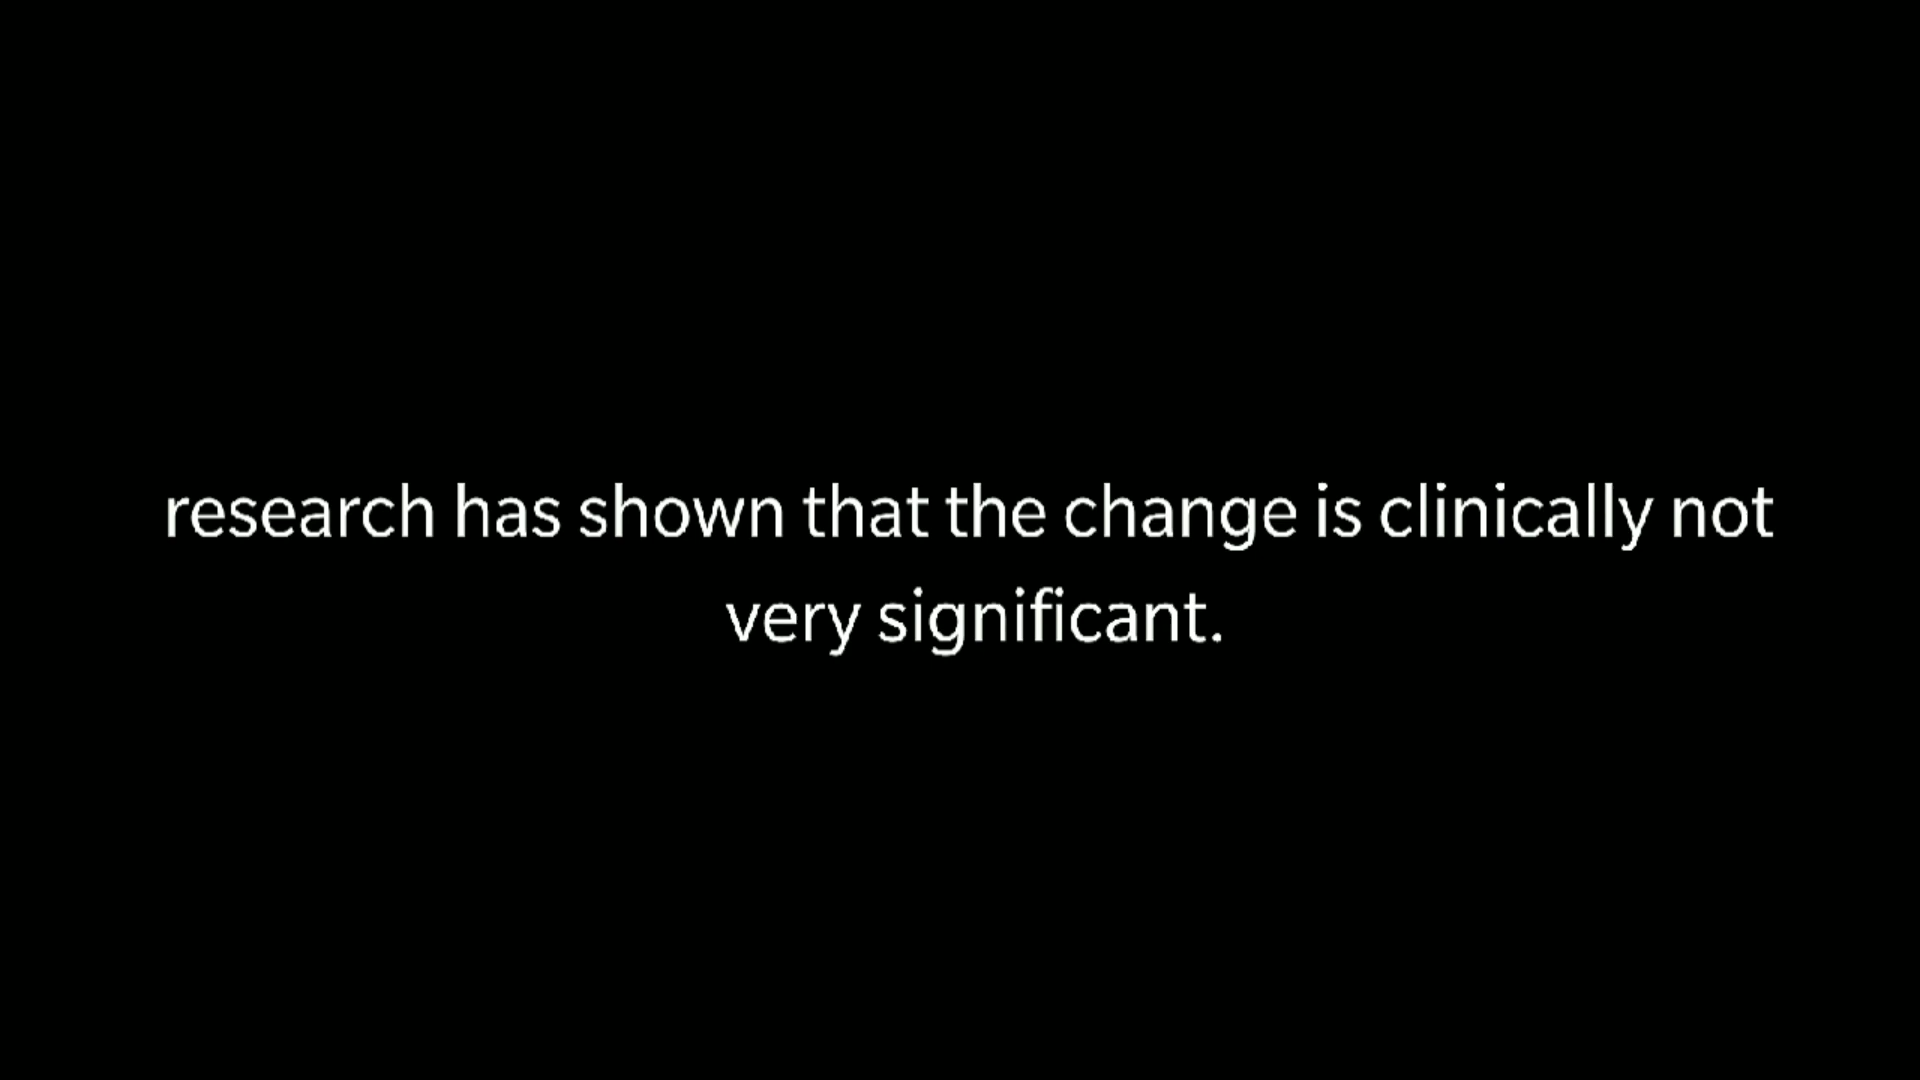 research has shown that the change is clinically not
very significant.